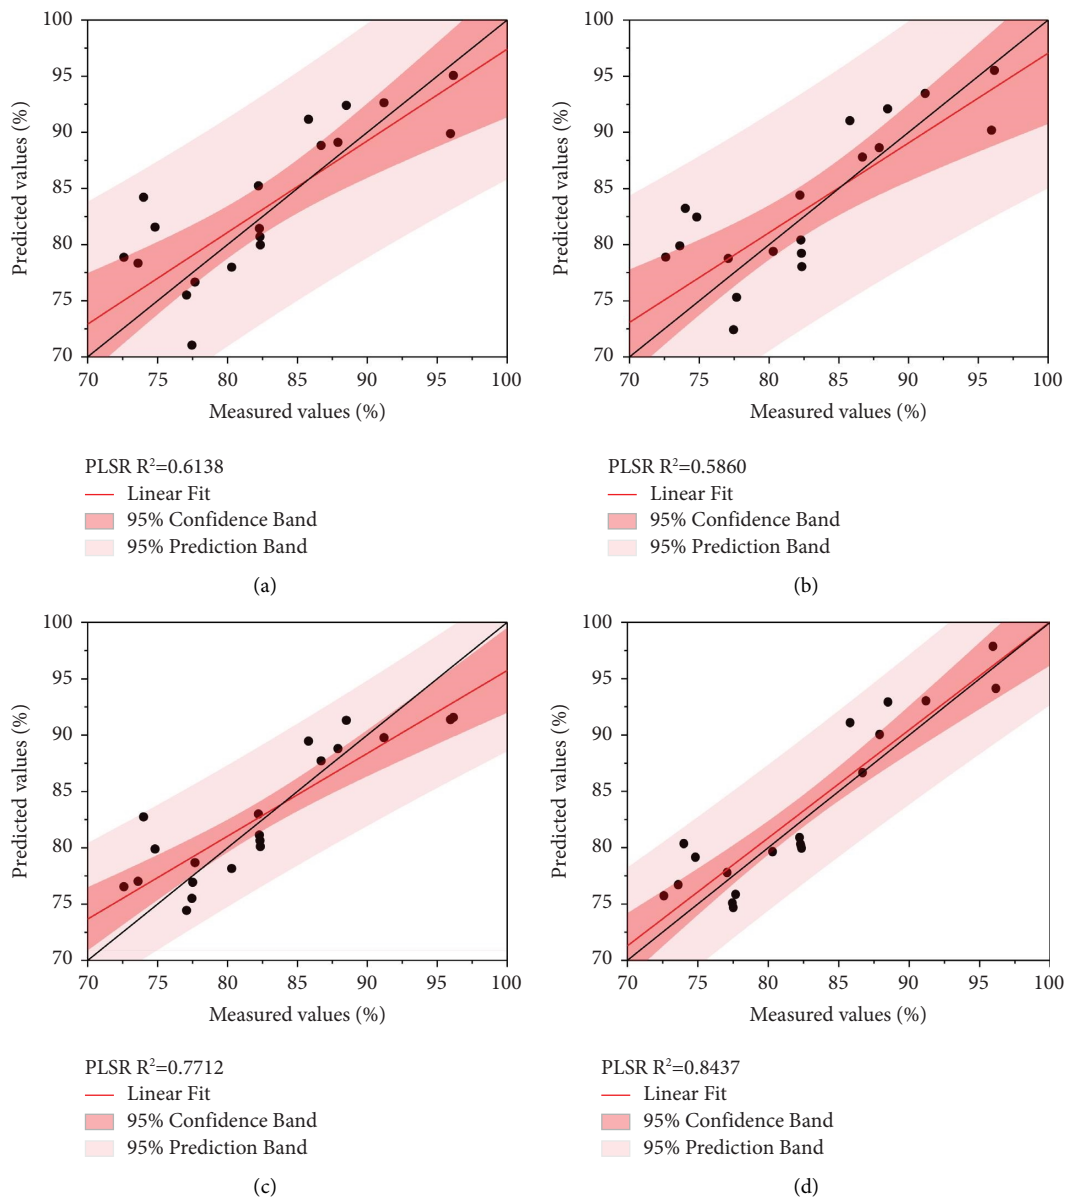 100
95
90
85
80
75
70
Predicted values (%)
70 75 80 85 90 95 100
Measured values (%)
PLSR R²=0.6138
Linear Fit
95% Confidence Band
95% Prediction Band
(a)
100
95
90
85
80
75
70
Predicted values (%)
70 75 80 85 90 95 100
Measured values (%)
PLSR R²=0.5860
Linear Fit
95% Confidence Band
95% Prediction Band
(b)
100
95
90
85
80
75
70
Predicted values (%)
70 75 80 85 90 95 100
Measured values (%)
PLSR R²=0.7712
Linear Fit
95% Confidence Band
95% Prediction Band
(c)
100
95
90
85
80
75
70
Predicted values (%)
70 75 80 85 90 95 100
Measured values (%)
PLSR R²=0.8437
Linear Fit
95% Confidence Band
95% Prediction Band
(d)